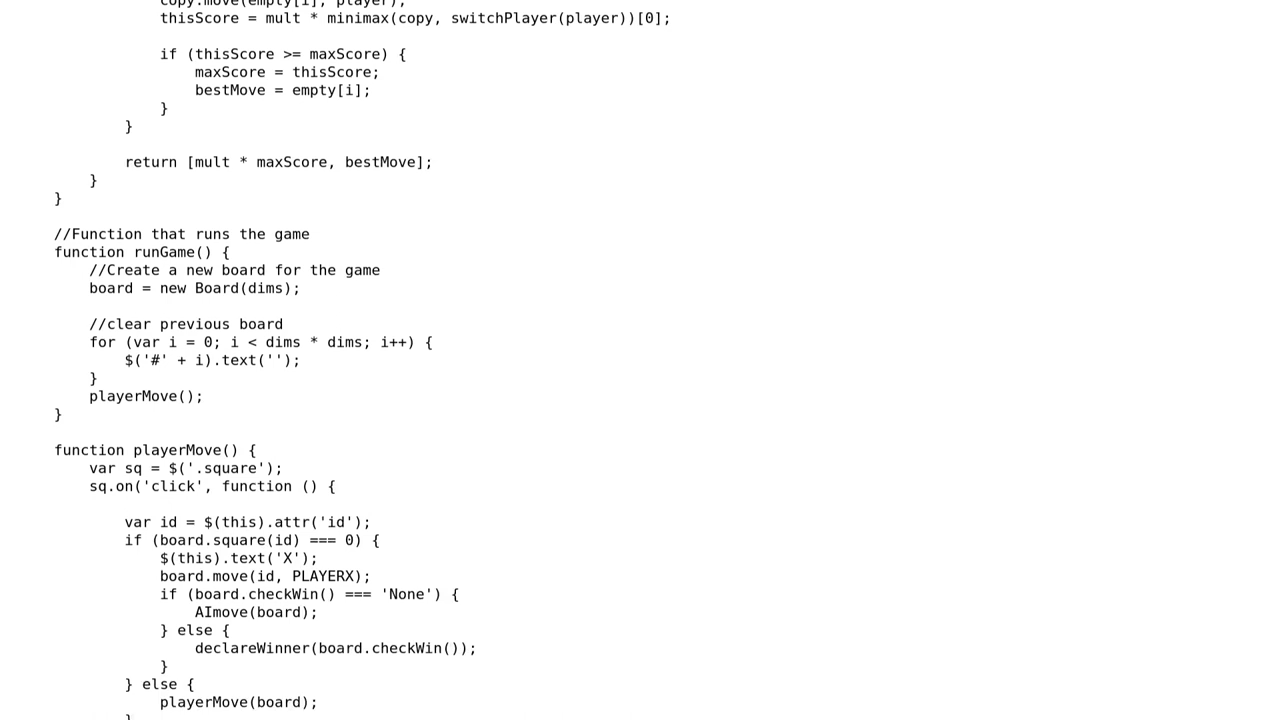 copy.move(empty[i], player);
thisScore = mult * minimax(copy, switchPlayer(player))[0];
if (thisScore >= maxScore) {
maxScore = thisScore;
bestMove = empty[i];
}
}
return [mult * maxScore, bestMove];
}
}
//Function that runs the game
function runGame() {
//Create a new board for the game
board = new Board(dims);
//clear previous board
for (var i = 0; i < dims * dims; i++) {
$('#' + i).text('');
}
playerMove();
}
function playerMove() {
var sq = $('.square');
sq.on('click', function () {
var id = $(this).attr('id');
if (board.square(id) === 0) {
$(this).text('X');
board.move(id, PLAYERX);
if (board.checkWin() === 'None') {
AImove(board);
} else {
declareWinner(board.checkWin());
}
} else {
playerMove(board);
}